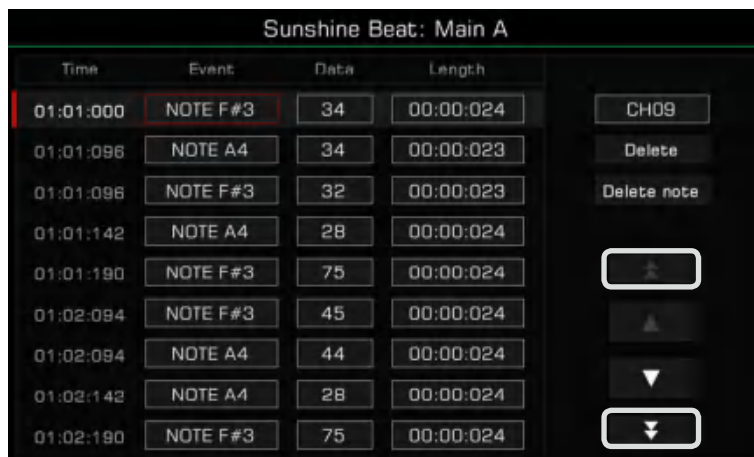 Sunshine Beat: Main A
Time Event Data Length
01:01:000 NOTE F#3 34 00:00:024 CH09
01:01:096 NOTE A4 34 00:00:023 Delete
01:01:096 NOTE F#3 32 00:00:023 Delete note
01:01:142 NOTE A4 28 00:00:024
01:01:190 NOTE F#3 75 00:00:024
01:02:094 NOTE F#3 45 00:00:024
01:02:094 NOTE A4 44 00:00:024
01:02:142 NOTE A4 28 00:00:024
01:02:190 NOTE F#3 75 00:00:024